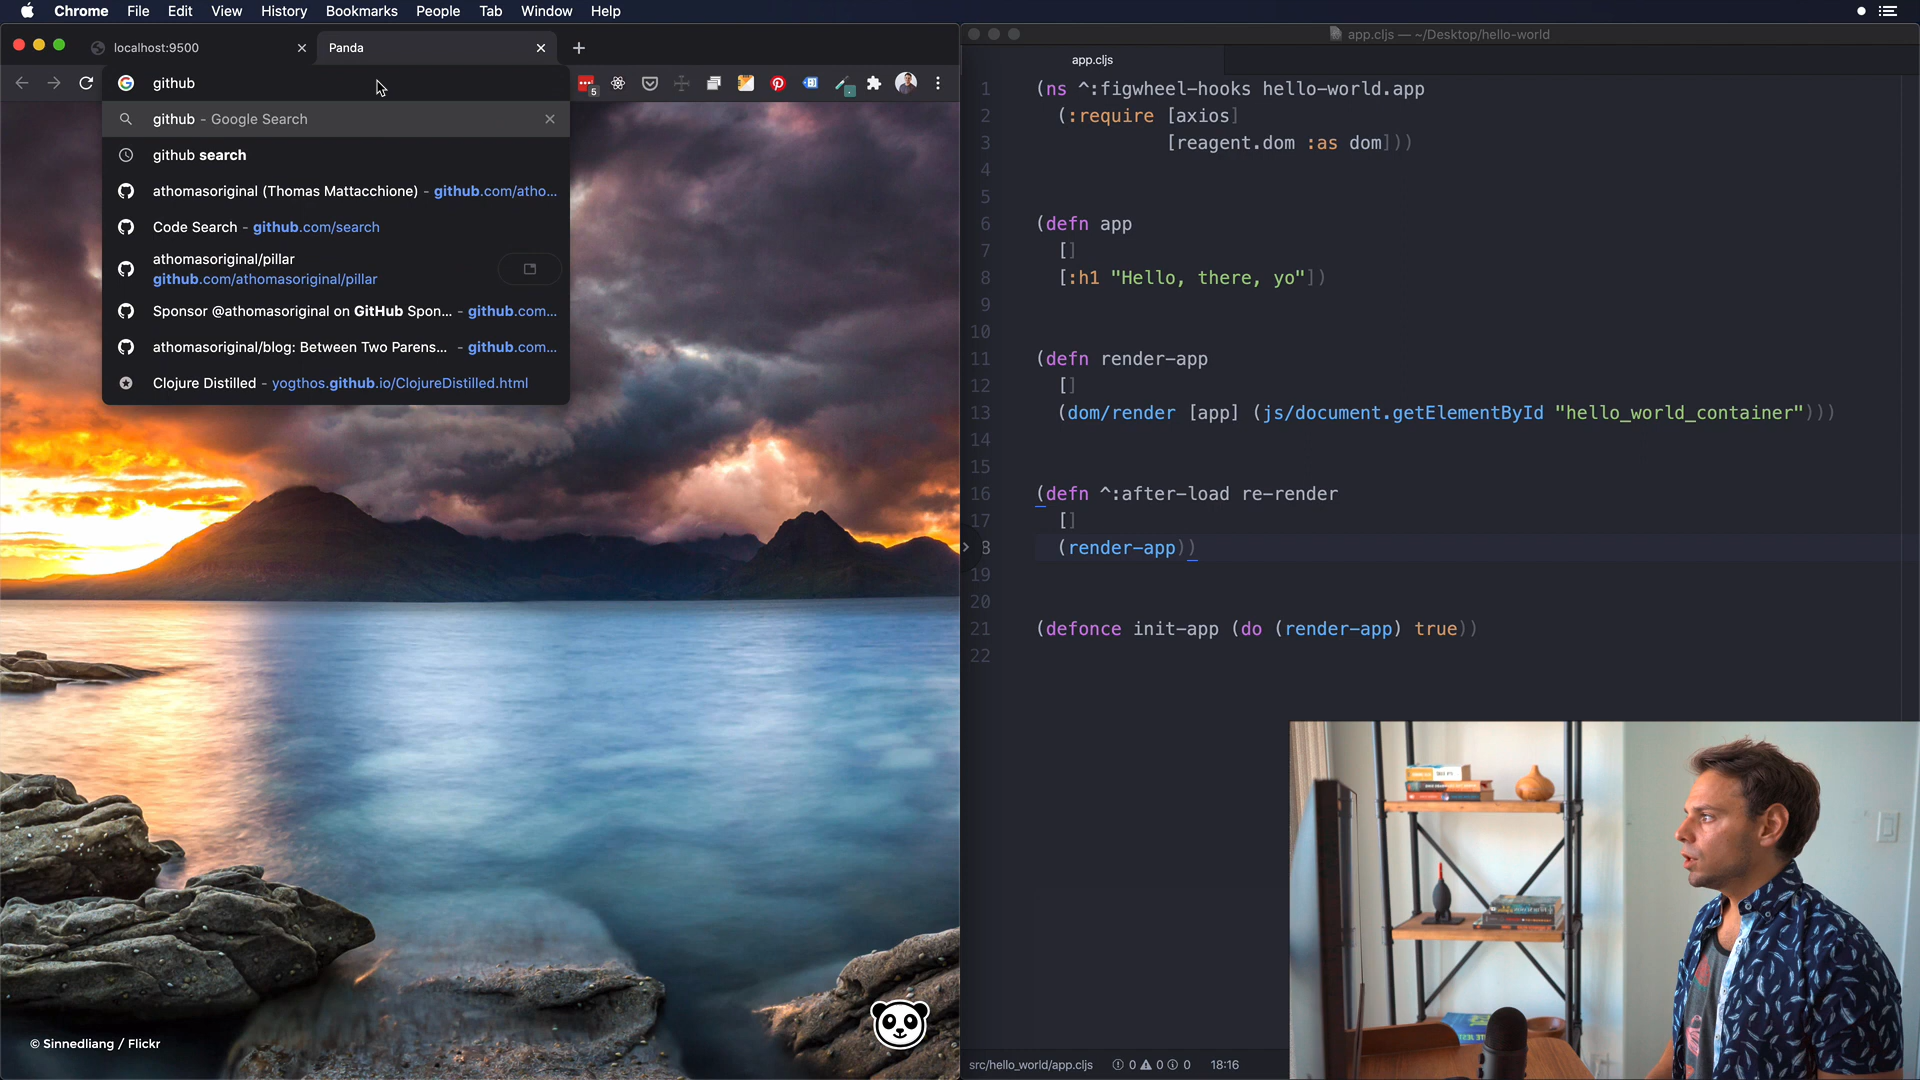 Chrome File Edit View History Bookmarks People Tab Window Help
localhost:9500
Panda
github
5
github - Google Search
github search
athomasoriginal (Thomas Mattacchione) - github.com/atho...
Code Search - github.com/search
athomasoriginal/pillar
github.com/athomasoriginal/pillar
Sponsor @athomasoriginal on GitHub Spon... - github.com...
athomasoriginal/blog: Between Two Parens... - github.com...
Clojure Distilled - yogthos.github.io/ClojureDistilled.html
© Sinnedliang / Flickr
app.cljs — ~/Desktop/hello-world
app.cljs
1 (ns ^:figwheel-hooks hello-world.app
2 (:require [axios]
3 [reagent.dom :as dom]))
4
5
6 (defn app
7 []
8 [:h1 "Hello, there, yo"])
9
10
11 (defn render-app
12 []
13 (dom/render [app] (js/document.getElementById "hello_world_container")))
14
15
16 (defn ^:after-load re-render
17 []
8 (render-app))
19
20
21 (defonce init-app (do (render-app) true))
22
src/hello_world/app.cljs 0 0 0 18:16